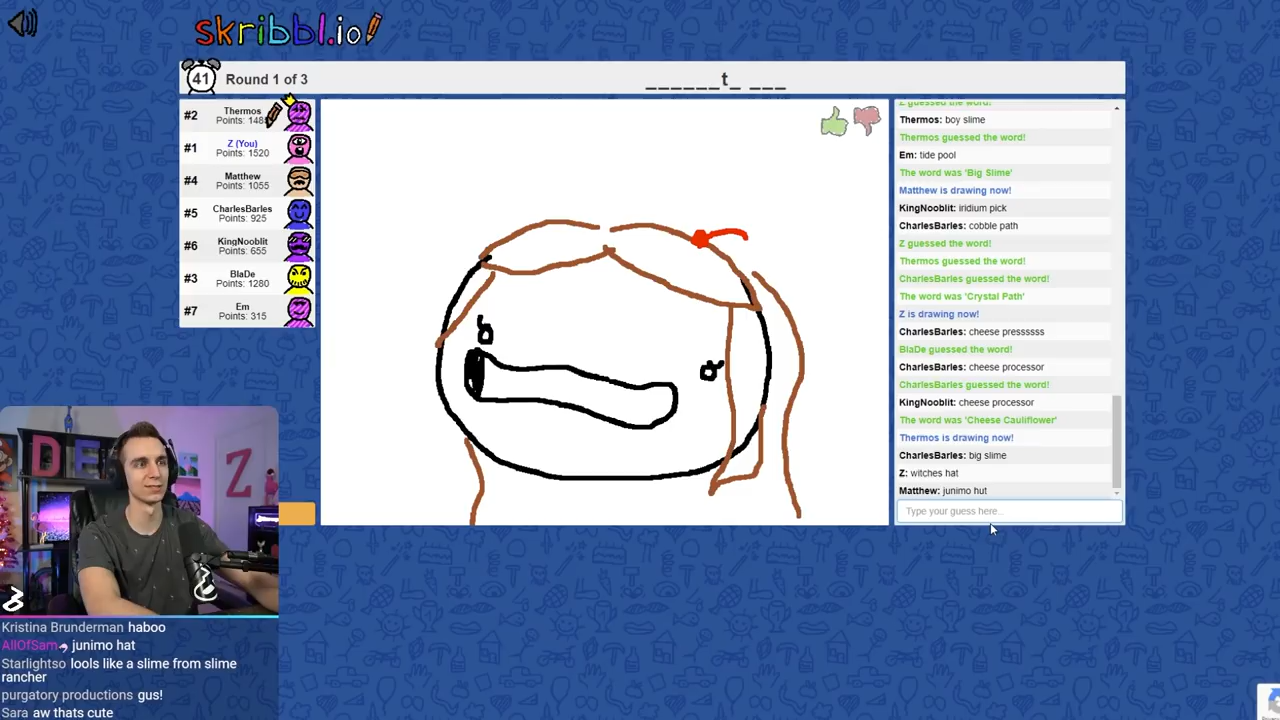 skribbl.io
41 Round 1 of 3
______t_ ___
#2 Thermos
Points: 1485
#1 Z (You)
Points: 1520
#4 Matthew
Points: 1055
#5 CharlesBarles
Points: 925
#6 KingNooblit
Points: 655
#3 BlaDe
Points: 1280
#7 Em
Points: 315
Z guessed the word!
Thermos: boy slime
Thermos guessed the word!
Em: tide pool
The word was 'Big Slime'
Matthew is drawing now!
KingNooblit: iridium pick
CharlesBarles: cobble path
Z guessed the word!
Thermos guessed the word!
CharlesBarles guessed the word!
The word was 'Crystal Path'
Z is drawing now!
CharlesBarles: cheese pressssss
BlaDe guessed the word!
CharlesBarles: cheese processor
CharlesBarles guessed the word!
KingNooblit: cheese processor
The word was 'Cheese Cauliflower'
Thermos is drawing now!
CharlesBarles: big slime
Z: witches hat
Matthew: junimo hut
Type your guess here..
DE
Z
Kristina Brunderman haboo
AllOfSam junimo hat
Starlightso lools like a slime from slime
rancher
purgatory productions gus!
Sara aw thats cute